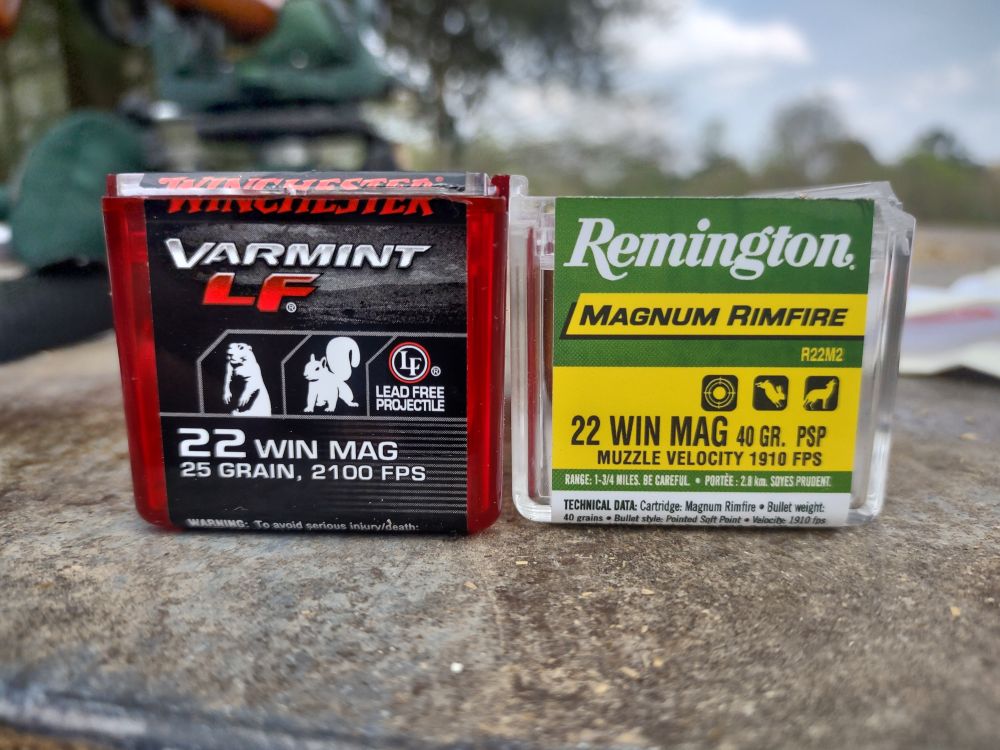 WINCHESTER®
WINCHESTER
VARMINT
LF®
LF®
LEAD FREE
PROJECTILE
22 WIN MAG
25 GRAIN, 2100 FPS
WARNING: To avoid serious injury/death:
Remington®
MAGNUM RIMFIRE
R22M2
22 WIN MAG 40 GR. PSP
MUZZLE VELOCITY 1910 FPS
RANGE: 1-3/4 MILES. BE CAREFUL. • PORTÉE : 2.8 km. SOYES PRUDENT.
TECHNICAL DATA: Cartridge: Magnum Rimfire • Bullet weight:
40 grains • Bullet style: Pointed Soft Point • Velocity: 1910 fps